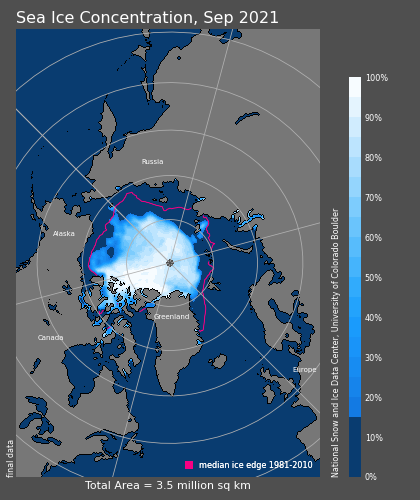 Sea Ice Concentration, Sep 2021
Russia
Alaska
Greenland
Canada
Europe
median ice edge 1981-2010
final data
Total Area = 3.5 million sq km
100%
90%
80%
70%
60%
50%
40%
30%
20%
10%
0%
National Snow and Ice Data Center, University of Colorado Boulder